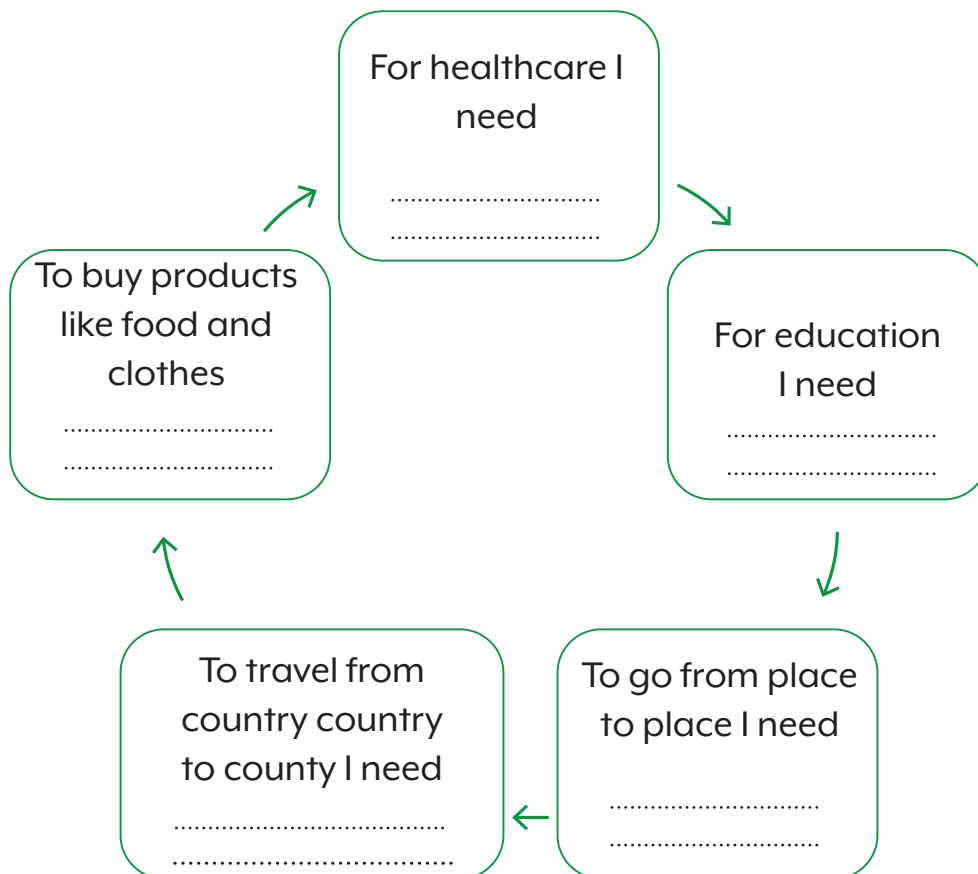 For healthcare I
need
..............................
..............................
For education
I need
..............................
..............................
To go from place
to place I need
..............................
..............................
To travel from
country country
to county I need
.......................................
........................................
To buy products
like food and
clothes
..............................
..............................